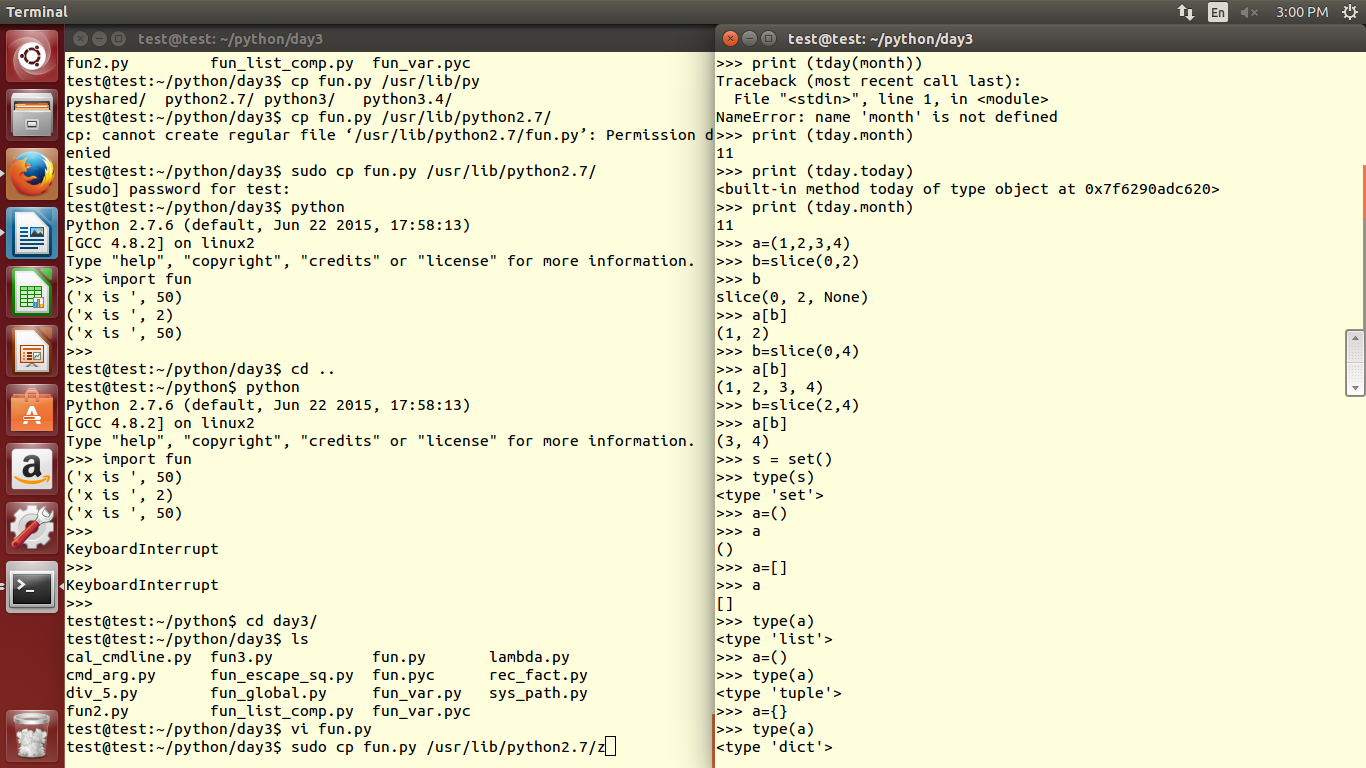 Terminal
En
3:00 PM
test@test: ~/python/day3
fun2.py         fun_list_comp.py  fun_var.pyc
test@test:~/python/day3$ cp fun.py /usr/lib/py
pyshared/  python2.7/ python3/   python3.4/
test@test:~/python/day3$ cp fun.py /usr/lib/python2.7/
cp: cannot create regular file ‘/usr/lib/python2.7/fun.py’: Permission d
enied
test@test:~/python/day3$ sudo cp fun.py /usr/lib/python2.7/
[sudo] password for test:
test@test:~/python/day3$ python
Python 2.7.6 (default, Jun 22 2015, 17:58:13)
[GCC 4.8.2] on linux2
Type "help", "copyright", "credits" or "license" for more information.
>>> import fun
('x is ', 50)
('x is ', 2)
('x is ', 50)
>>>
test@test:~/python/day3$ cd ..
test@test:~/python$ python
Python 2.7.6 (default, Jun 22 2015, 17:58:13)
[GCC 4.8.2] on linux2
Type "help", "copyright", "credits" or "license" for more information.
>>> import fun
('x is ', 50)
('x is ', 2)
('x is ', 50)
>>>
KeyboardInterrupt
>>>
KeyboardInterrupt
>>>
test@test:~/python$ cd day3/
test@test:~/python/day3$ ls
cal_cmdline.py  fun3.py           fun.py       lambda.py
cmd_arg.py      fun_escape_sq.py  fun.pyc      rec_fact.py
div_5.py        fun_global.py     fun_var.py   sys_path.py
fun2.py         fun_list_comp.py  fun_var.pyc
test@test:~/python/day3$ vi fun.py
test@test:~/python/day3$ sudo cp fun.py /usr/lib/python2.7/z
test@test: ~/python/day3
>>> print (tday(month))
Traceback (most recent call last):
  File "<stdin>", line 1, in <module>
NameError: name 'month' is not defined
>>> print (tday.month)
11
>>> print (tday.today)
<built-in method today of type object at 0x7f6290adc620>
>>> print (tday.month)
11
>>> a=(1,2,3,4)
>>> b=slice(0,2)
>>> b
slice(0, 2, None)
>>> a[b]
(1, 2)
>>> b=slice(0,4)
>>> a[b]
(1, 2, 3, 4)
>>> b=slice(2,4)
>>> a[b]
(3, 4)
>>> s = set()
>>> type(s)
<type 'set'>
>>> a=()
>>> a
()
>>> a=[]
>>> a
[]
>>> type(a)
<type 'list'>
>>> a=()
>>> type(a)
<type 'tuple'>
>>> a={}
>>> type(a)
<type 'dict'>